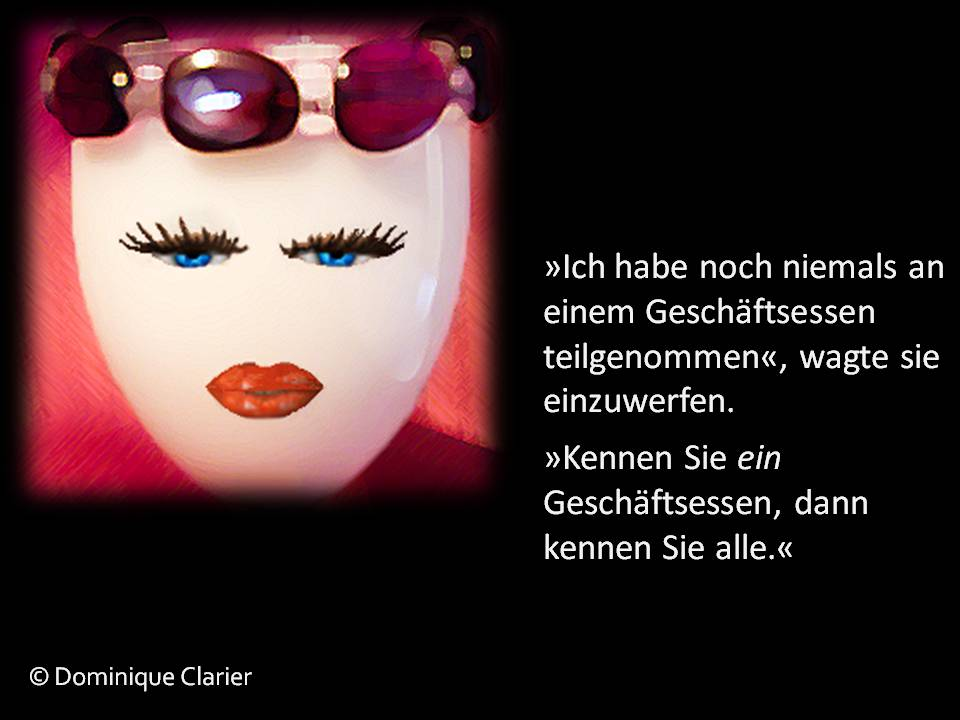 »Ich habe noch niemals an
einem Geschäftsessen
teilgenommen«, wagte sie
einzuwerfen.
»Kennen Sie ein
Geschäftsessen, dann
kennen Sie alle.«
© Dominique Clarier